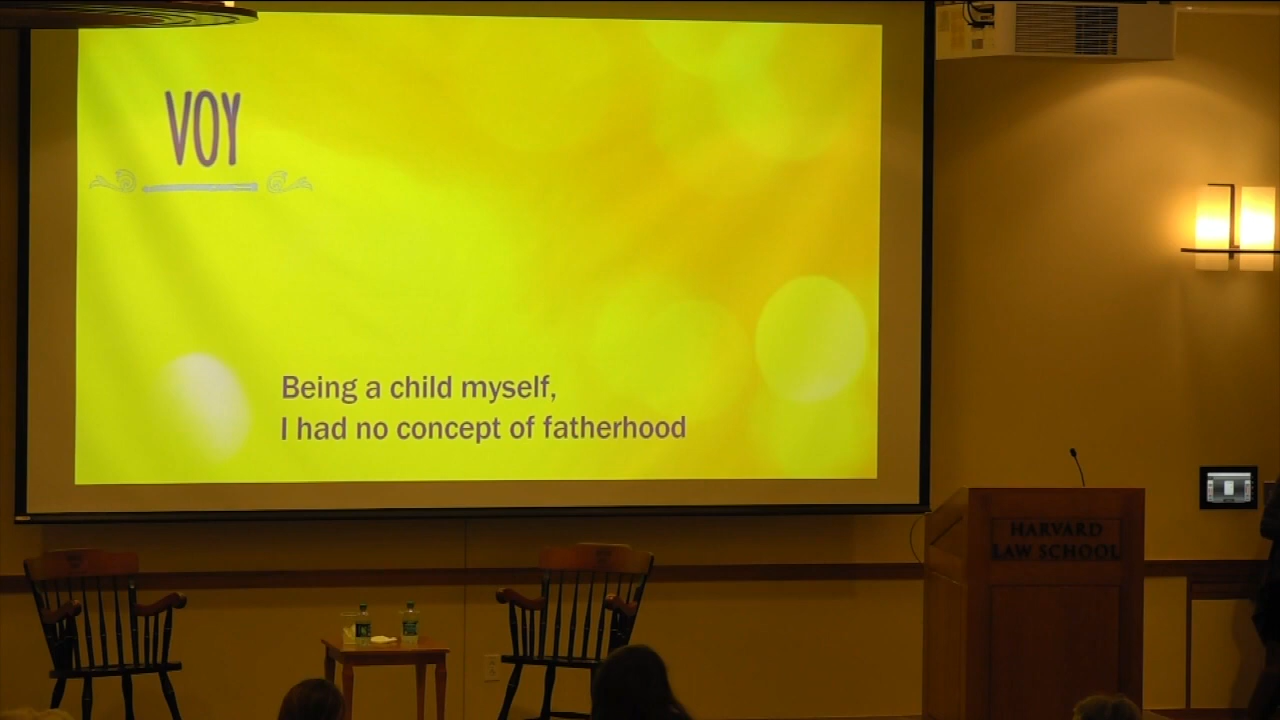 VOY
Being a child myself,
I had no concept of fatherhood
HARVARD
LAW SCHOOL